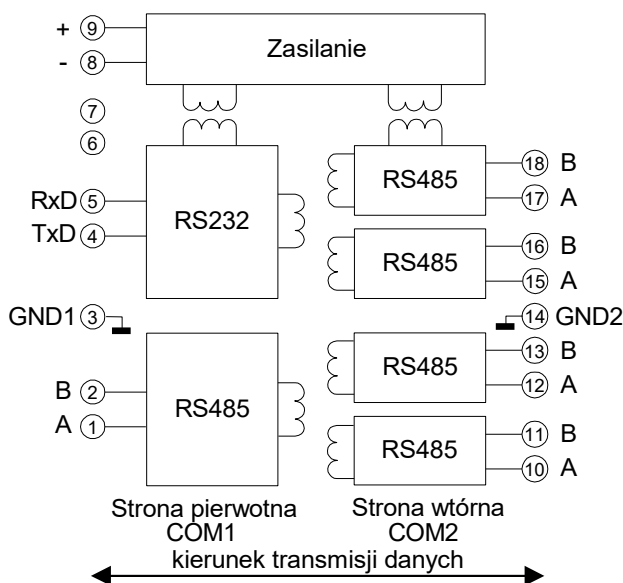 + 9
Zasilanie
- 8
7
6
RxD 5
TxD 4
RS232
RS485
18 B
17 A
RS485
16 B
15 A
GND1 3
14 GND2
B 2
A 1
RS485
RS485
13 B
12 A
RS485
11 B
10 A
Strona pierwotna
COM1
Strona wtórna
COM2
kierunek transmisji danych